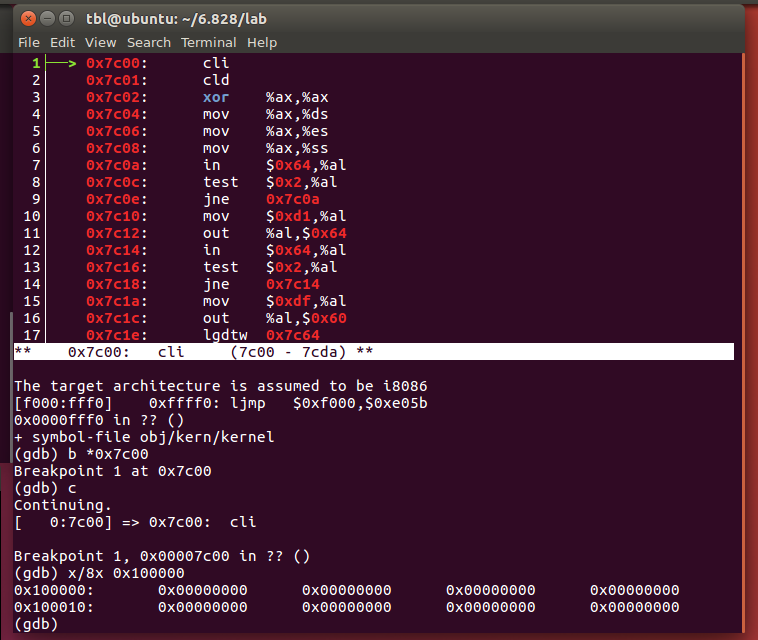 tbl@ubuntu: ~/6.828/lab
File Edit View Search Terminal Help
1 ──> 0x7c00: cli
2 0x7c01: cld
3 0x7c02: xor %ax,%ax
4 0x7c04: mov %ax,%ds
5 0x7c06: mov %ax,%es
6 0x7c08: mov %ax,%ss
7 0x7c0a: in $0x64,%al
8 0x7c0c: test $0x2,%al
9 0x7c0e: jne 0x7c0a
10 0x7c10: mov $0xd1,%al
11 0x7c12: out %al,$0x64
12 0x7c14: in $0x64,%al
13 0x7c16: test $0x2,%al
14 0x7c18: jne 0x7c14
15 0x7c1a: mov $0xdf,%al
16 0x7c1c: out %al,$0x60
17 0x7c1e: lgdtw 0x7c64
** 0x7c00: cli (7c00 - 7cda) **
The target architecture is assumed to be i8086
[f000:fff0] 0xffff0: ljmp $0xf000,$0xe05b
0x0000fff0 in ?? ()
+ symbol-file obj/kern/kernel
(gdb) b *0x7c00
Breakpoint 1 at 0x7c00
(gdb) c
Continuing.
[ 0:7c00] => 0x7c00: cli
Breakpoint 1, 0x00007c00 in ?? ()
(gdb) x/8x 0x100000
0x100000: 0x00000000 0x00000000 0x00000000 0x00000000
0x100010: 0x00000000 0x00000000 0x00000000 0x00000000
(gdb)